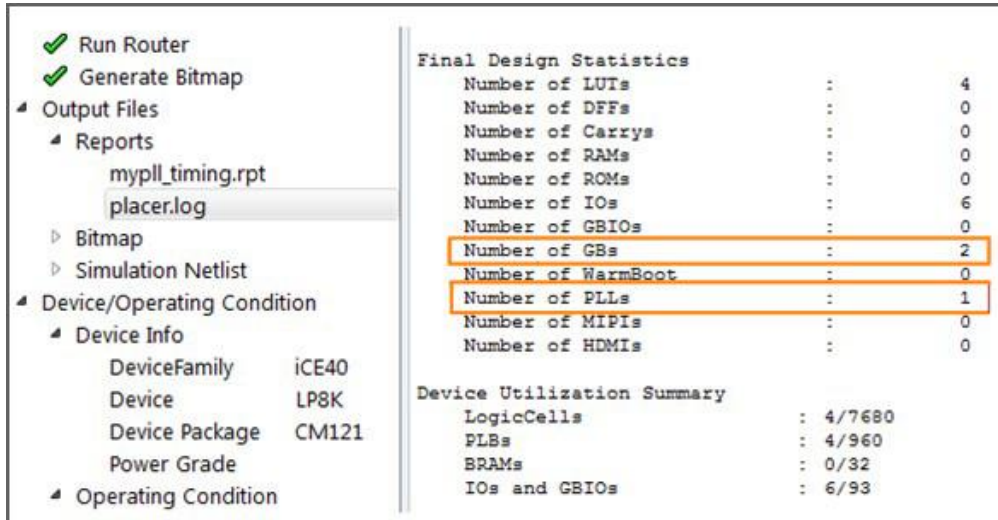 Run Router
Generate Bitmap
Output Files
Reports
mypll_timing.rpt
placer.log
Bitmap
Simulation Netlist
Device/Operating Condition
Device Info
DeviceFamily iCE40
Device LP8K
Device Package CM121
Power Grade
Operating Condition
Final Design Statistics
Number of LUTs : 4
Number of DFFs : 0
Number of Carrys : 0
Number of RAMs : 0
Number of ROMs : 0
Number of IOs : 6
Number of GBIOs : 0
Number of GBs : 2
Number of WarmBoot : 0
Number of PLLs : 1
Number of MIPIs : 0
Number of HDMIs : 0
Device Utilization Summary
LogicCells : 4/7680
PLBs : 4/960
BRAMs : 0/32
IOs and GBIOs : 6/93